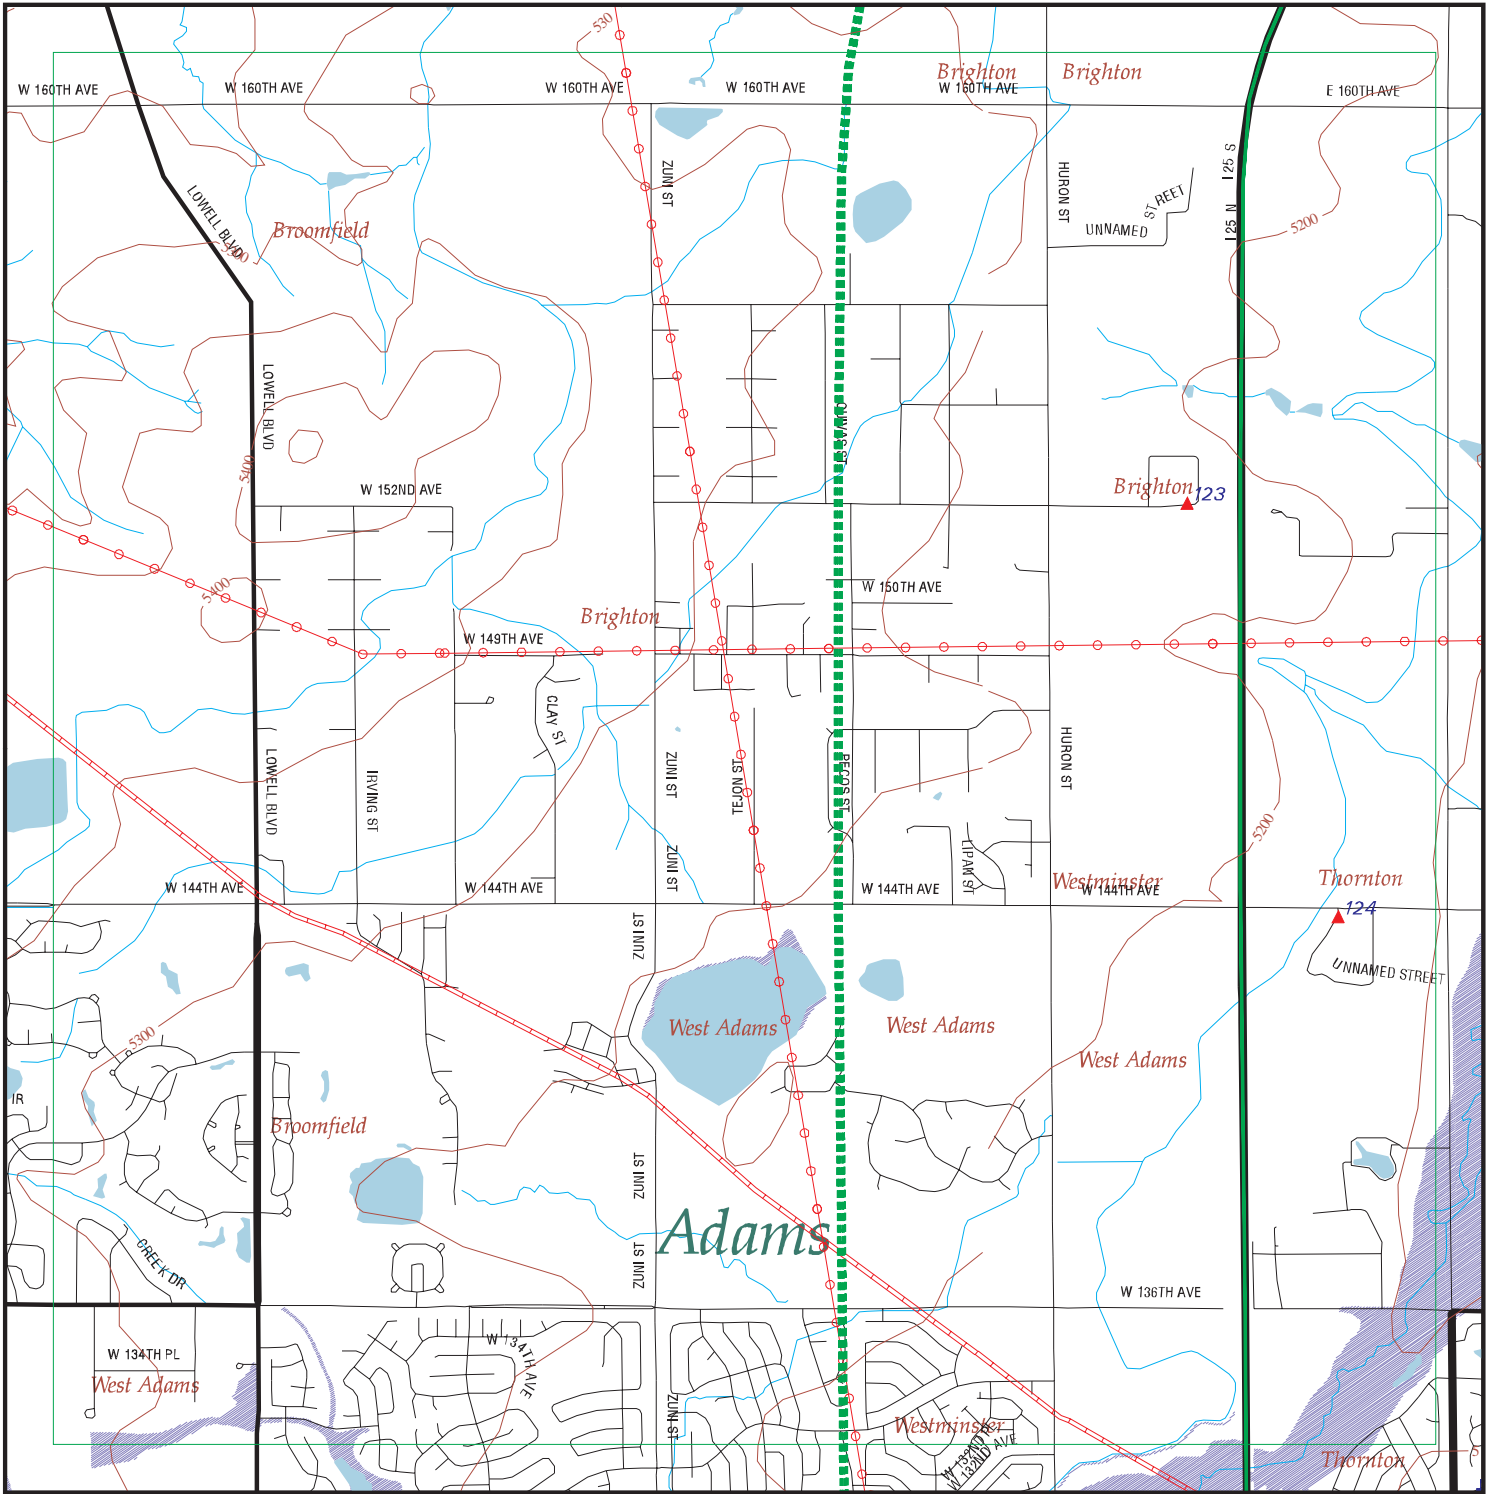 530
Brighton
Brighton
W 160TH AVE
W 160TH AVE
W 160TH AVE
W 160TH AVE
W 160TH AVE
E 160TH AVE
I 25 S
ZUNI ST
HURON ST
STREET
UNNAMED
I 25 N
5200
LOWELL BLVD
Broomfield
5300
LOWELL BLVD
5400
W 152ND AVE
Brighton
123
5400
W 150TH AVE
Brighton
W 149TH AVE
CLAY ST
HURON ST
LOWELL BLVD
IRVING ST
ZUNI ST
TEJON ST
PECOS ST
5200
ZUNI ST
LIPAN ST
W 144TH AVE
W 144TH AVE
W 144TH AVE
Westminster
W 144TH AVE
Thornton
124
ZUNI ST
UNNAMED STREET
West Adams
West Adams
5300
West Adams
IR
Broomfield
ZUNI ST
Adams
CREEK DR
ZUNI ST
W 136TH AVE
W 134TH PL
W 134TH AVE
West Adams
ZUNI ST
Westminster
W 132ND AVE
Thornton